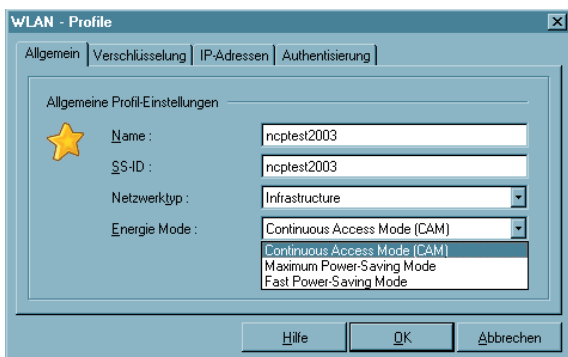 WLAN - Profile
Allgemein Verschlüsselung IP-Adressen Authentisierung
Allgemeine Profil-Einstellungen
Name : ncptest2003
SS-ID : ncptest2003
Netzwerktyp : Infrastructure
Energie Mode : Continuous Access Mode (CAM)
Continuous Access Mode (CAM)
Maximum Power-Saving Mode
Fast Power-Saving Mode
Hilfe OK Abbrechen